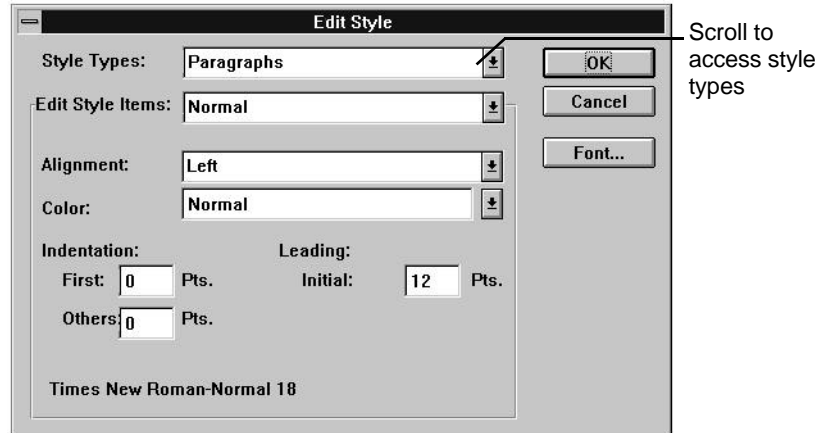 Edit Style
Scroll to
access style
types
Style Types: Paragraphs OK
Edit Style Items: Normal Cancel
Alignment: Left Font...
Color: Normal
Indentation: Leading:
First: 0 Pts. Initial: 12 Pts.
Others: 0 Pts.
Times New Roman-Normal 18